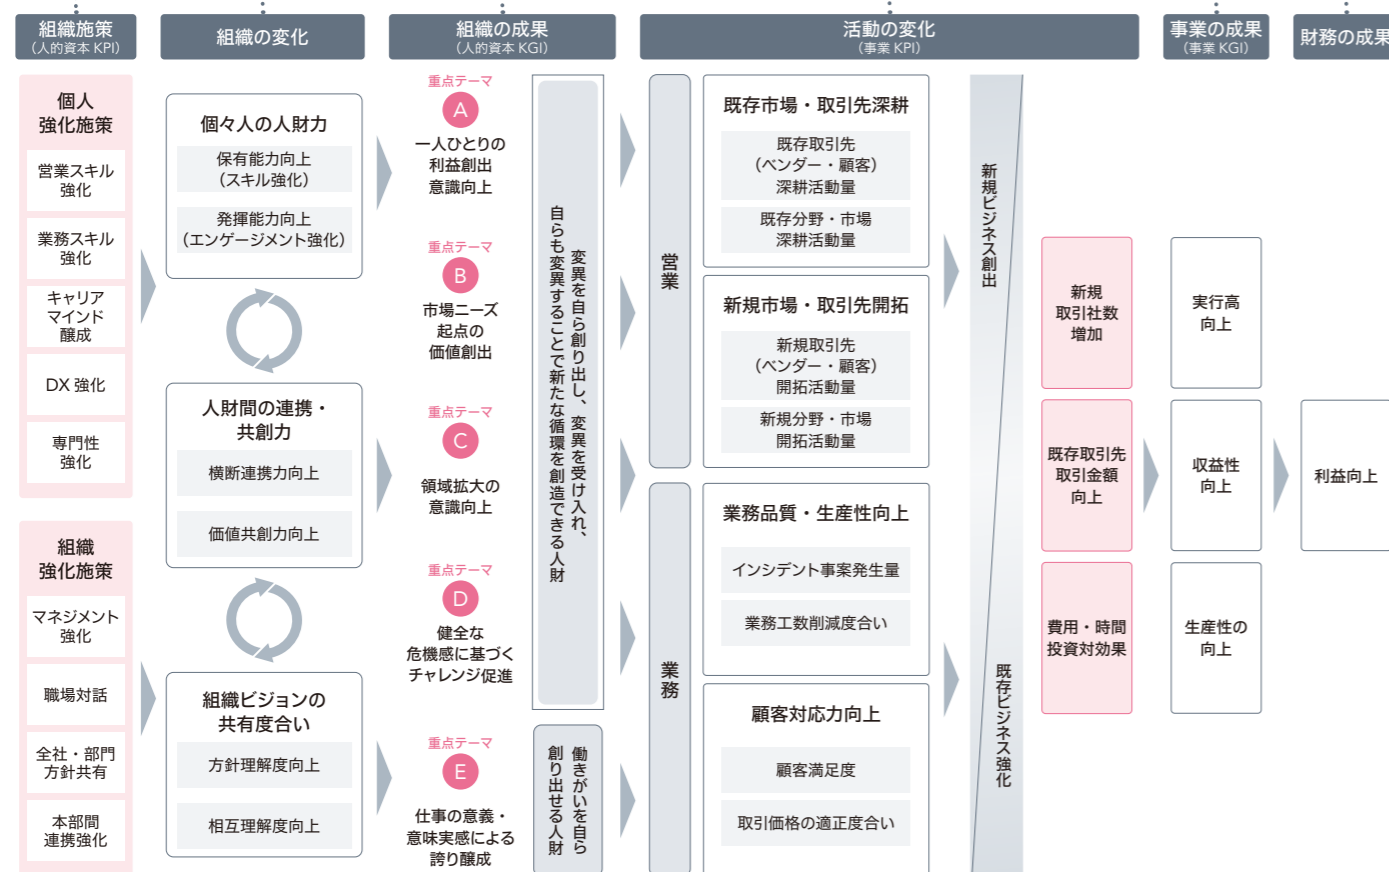 組織施策
（人的資本 KPI）
組織の変化
組織の成果
（人的資本 KGI）
活動の変化
（事業 KPI）
事業の成果
（事業 KGI）
財務の成果
個人
強化施策
営業スキル
強化
業務スキル
強化
キャリア
マインド
醸成
DX 強化
専門性
強化
組織
強化施策
マネジメント
強化
職場対話
全社・部門
方針共有
本部間
連携強化
個々人の人財力
保有能力向上
（スキル強化）
発揮能力向上
（エンゲージメント強化）
人財間の連携・
共創力
横断連携力向上
価値共創力向上
組織ビジョンの
共有度合い
方針理解度向上
相互理解度向上
重点テーマ
A
一人ひとりの
利益創出
意識向上
重点テーマ
B
市場ニーズ
起点の
価値創出
重点テーマ
C
領域拡大の
意識向上
重点テーマ
D
健全な
危機感に基づく
チャレンジ促進
重点テーマ
E
仕事の意義・
意味実感による
誇り醸成
変異を自ら創り出し、変異を受け入れ、
自らも変異することで新たな循環を創造できる人財
働きがいを自ら
創り出せる人財
営業
既存市場・取引先深耕
既存取引先
（ベンダー・顧客）
深耕活動量
既存分野・市場
深耕活動量
新規市場・取引先開拓
新規取引先
（ベンダー・顧客）
開拓活動量
新規分野・市場
開拓活動量
業務
業務品質・生産性向上
インシデント事案発生量
業務工数削減度合い
顧客対応力向上
顧客満足度
取引価格の適正度合い
新規ビジネス創出
既存ビジネス強化
新規
取引社数
増加
既存取引先
取引金額
向上
費用・時間
投資対効果
実行高
向上
収益性
向上
生産性の
向上
利益向上